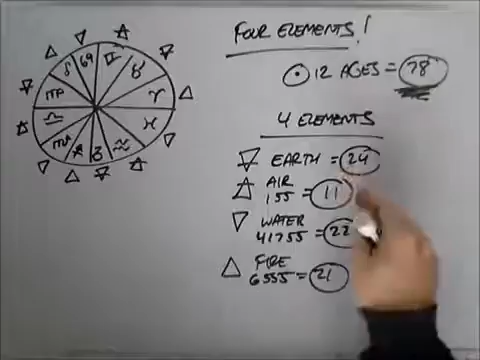 FOUR ELEMENTS!
12 AGES = 78
4 ELEMENTS
EARTH = 24
AIR
155 = 11
WATER
41755 = 22
FIRE
6555 = 21
♈
♉
♊
♋
♌
♍
♎
♏
♐
♑
♒
♓